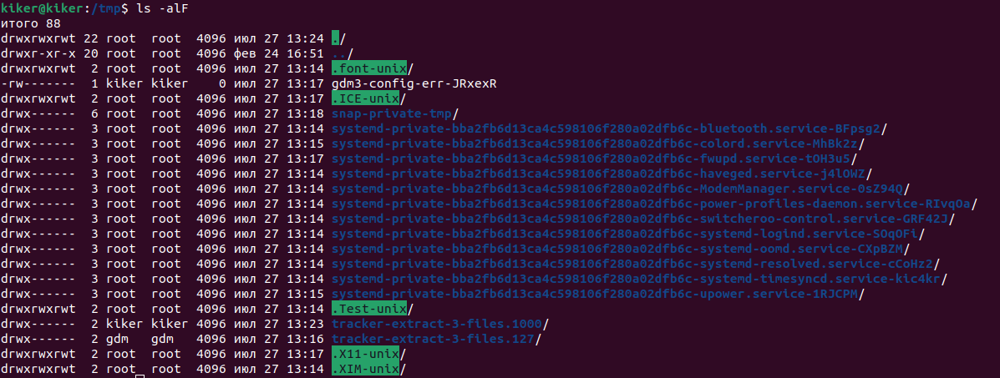 kiker@kiker:/tmp$ ls -alF
итого 88
drwxrwxrwt 22 root  root  4096 июл 27 13:24 ./
drwxr-xr-x 20 root  root  4096 фев 24 16:51 ../
drwxrwxrwt  2 root  root  4096 июл 27 13:14 .font-unix/
-rw-------  1 kiker kiker    0 июл 27 13:17 gdm3-config-err-JRxexR
drwxrwxrwt  2 root  root  4096 июл 27 13:17 .ICE-unix/
drwx------  6 root  root  4096 июл 27 13:18 snap-private-tmp/
drwx------  3 root  root  4096 июл 27 13:14 systemd-private-bba2fb6d13ca4c598106f280a02dfb6c-bluetooth.service-BFpsg2/
drwx------  3 root  root  4096 июл 27 13:15 systemd-private-bba2fb6d13ca4c598106f280a02dfb6c-colord.service-MhBk2z/
drwx------  3 root  root  4096 июл 27 13:17 systemd-private-bba2fb6d13ca4c598106f280a02dfb6c-fwupd.service-tOH3u5/
drwx------  3 root  root  4096 июл 27 13:14 systemd-private-bba2fb6d13ca4c598106f280a02dfb6c-haveged.service-j4lOWZ/
drwx------  3 root  root  4096 июл 27 13:14 systemd-private-bba2fb6d13ca4c598106f280a02dfb6c-ModemManager.service-0sZ94Q/
drwx------  3 root  root  4096 июл 27 13:14 systemd-private-bba2fb6d13ca4c598106f280a02dfb6c-power-profiles-daemon.service-RIvqOa/
drwx------  3 root  root  4096 июл 27 13:14 systemd-private-bba2fb6d13ca4c598106f280a02dfb6c-switcheroo-control.service-GRF42J/
drwx------  3 root  root  4096 июл 27 13:14 systemd-private-bba2fb6d13ca4c598106f280a02dfb6c-systemd-logind.service-SOqOFi/
drwx------  3 root  root  4096 июл 27 13:14 systemd-private-bba2fb6d13ca4c598106f280a02dfb6c-systemd-oomd.service-CXpBZM/
drwx------  3 root  root  4096 июл 27 13:14 systemd-private-bba2fb6d13ca4c598106f280a02dfb6c-systemd-resolved.service-cCoHz2/
drwx------  3 root  root  4096 июл 27 13:14 systemd-private-bba2fb6d13ca4c598106f280a02dfb6c-systemd-timesyncd.service-kic4kr/
drwx------  3 root  root  4096 июл 27 13:15 systemd-private-bba2fb6d13ca4c598106f280a02dfb6c-upower.service-1RJCPM/
drwxrwxrwt  2 root  root  4096 июл 27 13:14 .Test-unix/
drwx------  2 kiker kiker 4096 июл 27 13:23 tracker-extract-3-files.1000/
drwx------  2 gdm   gdm   4096 июл 27 13:16 tracker-extract-3-files.127/
drwxrwxrwt  2 root  root  4096 июл 27 13:17 .X11-unix/
drwxrwxrwt  2 root  root  4096 июл 27 13:14 .XIM-unix/